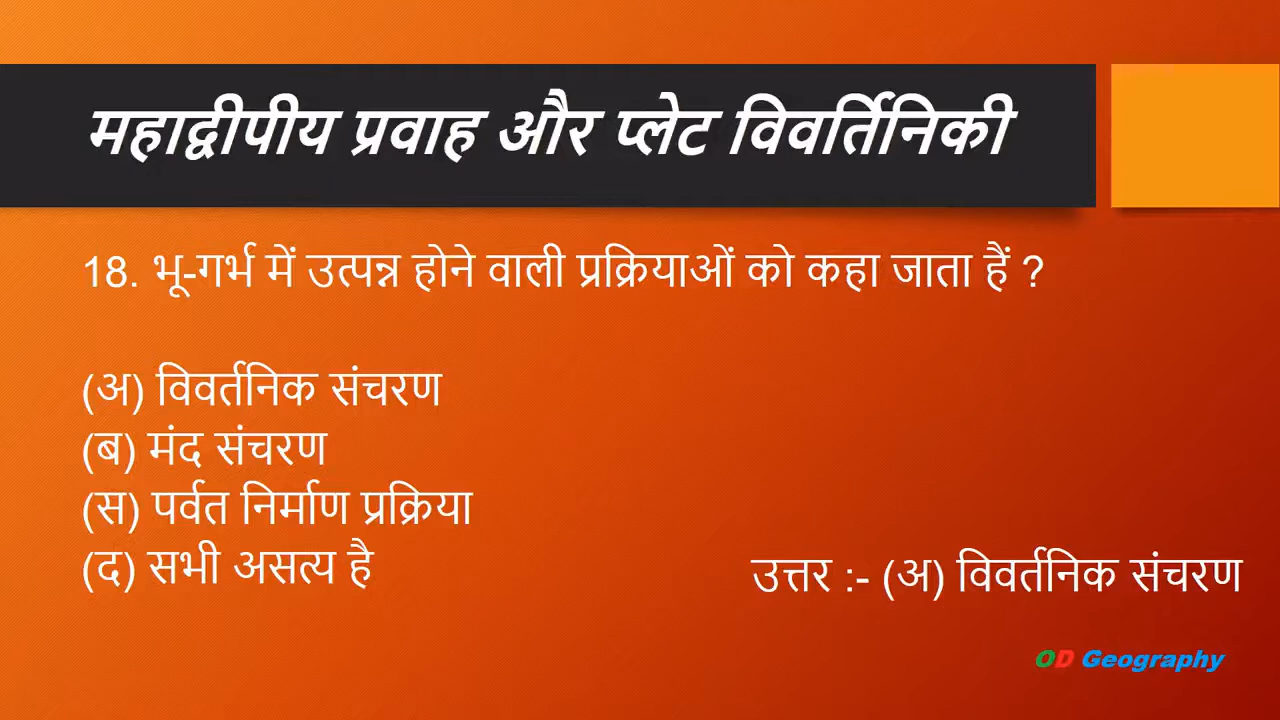 महाद्वीपीय प्रवाह और प्लेट विवर्तिनिकी
18. भू-गर्भ में उत्पन्न होने वाली प्रक्रियाओं को कहा जाता हैं ?
(अ) विवर्तनिक संचरण
(ब) मंद संचरण
(स) पर्वत निर्माण प्रक्रिया
(द) सभी असत्य है
उत्तर :- (अ) विवर्तनिक संचरण
OD Geography